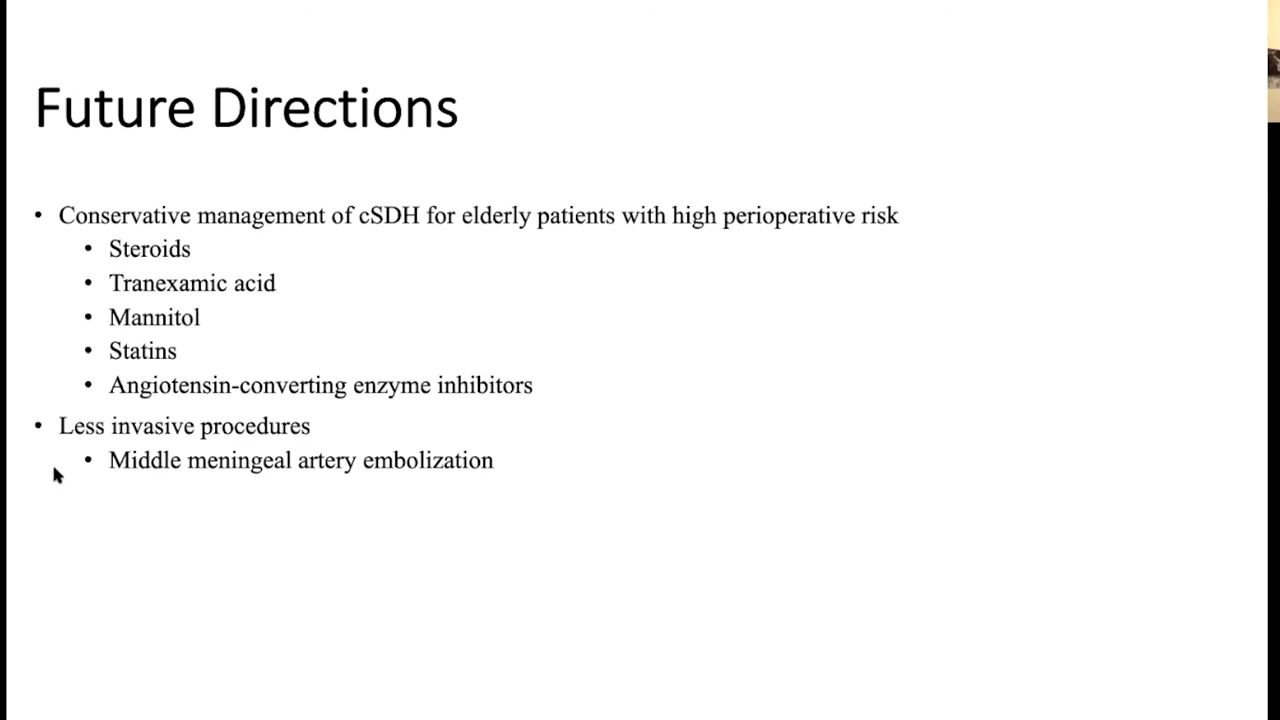 Future Directions
• Conservative management of cSDH for elderly patients with high perioperative risk
• Steroids
• Tranexamic acid
• Mannitol
• Statins
• Angiotensin-converting enzyme inhibitors
• Less invasive procedures
• Middle meningeal artery embolization